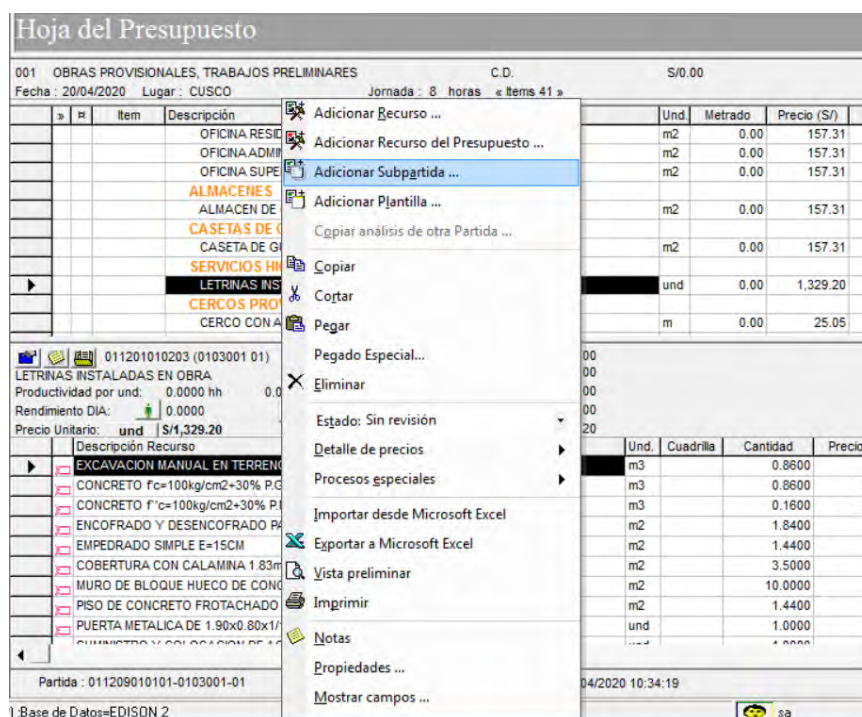 Hoja del Presupuesto
001 OBRAS PROVISIONALES, TRABAJOS PRELIMINARES C.D. S/0.00
Fecha : 20/04/2020 Lugar : CUSCO Jornada : 8 horas « Items 41 »
» ¤ Item Descripción Und. Metrado Precio (S/)
OFICINA RESID m2 0.00 157.31
OFICINA ADMIN m2 0.00 157.31
OFICINA SUPE m2 0.00 157.31
ALMACENES
ALMACEN DE m2 0.00 157.31
CASETAS DE
CASETA DE m2 0.00 157.31
SERVICIOS HI
LETRINAS INS und 0.00 1,329.20
CERCOS PRO
CERCO CON A m 0.00 25.05
Adicionar Recurso ...
Adicionar Recurso del Presupuesto ...
Adicionar Subpartida ...
Adicionar Plantilla ...
Copiar análisis de otra Partida ...
Copiar
Cortar
Pegar
Pegado Especial...
Eliminar
Estado: Sin revisión
Detalle de precios
Procesos especiales
Importar desde Microsoft Excel
Exportar a Microsoft Excel
Vista preliminar
Imprimir
Notas
Propiedades ...
Mostrar campos ...
011201010203 (0103001 01) 00
LETRINAS INSTALADAS EN OBRA 00
Productividad por und: 0.0000 hh 0.0 00
Rendimiento DIA: 0.0000 00
Precio Unitario: und S/1,329.20 20
Descripción Recurso Und. Cuadrilla Cantidad Precio
EXCAVACION MANUAL EN TERREN m3 0.8600
CONCRETO f'c=100kg/cm2+30% P.G m3 0.8600
CONCRETO f''c=100kg/cm2+30% P. m3 0.1600
ENCOFRADO Y DESENCOFRADO PA m2 1.8400
EMPEDRADO SIMPLE E=15CM m2 1.4400
COBERTURA CON CALAMINA 1.83m m2 3.5000
MURO DE BLOQUE HUECO DE CONC m2 10.0000
PISO DE CONCRETO FROTACHADO m2 1.4400
PUERTA METALICA DE 1.90x0.80x1/ und 1.0000
Partida : 011209010101-0103001-01 04/2020 10:34:19
:Base de Datos=EDISON 2 sa